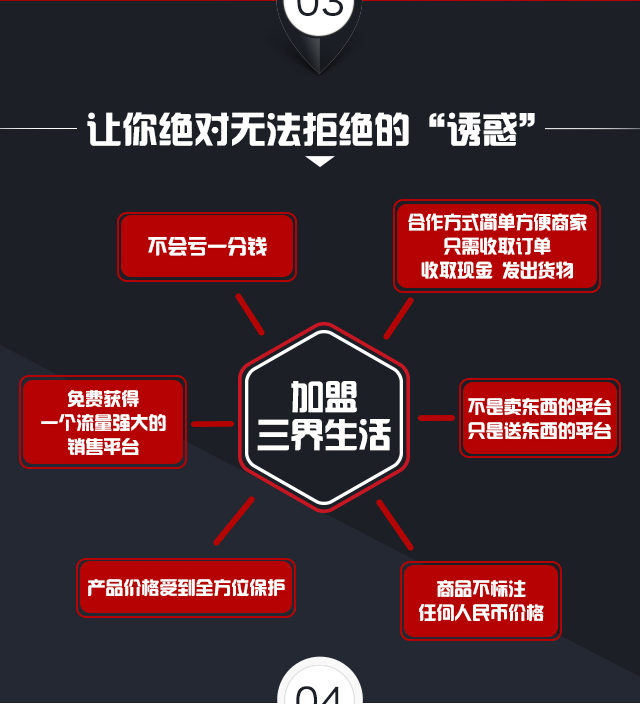 03
让你绝对无法拒绝的“诱惑”
不会亏一分钱
合作方式简单方便商家
只需收取订单
收取现金 发出货物
免费获得
一个流量强大的
销售平台
加盟
三界生活
不是卖东西的平台
只是送东西的平台
产品价格受到全方位保护
商品不标注
任何人民币价格
04